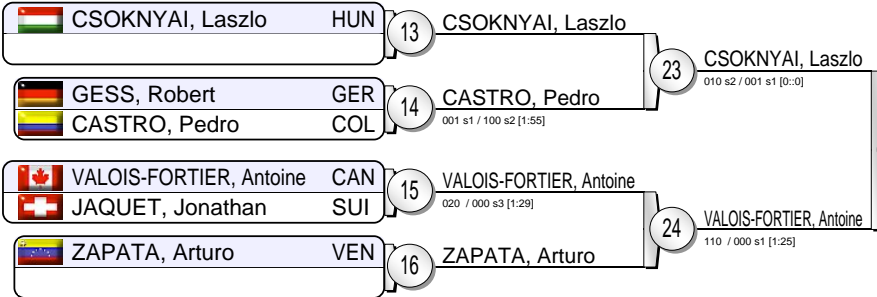 CSOKNYAI, Laszlo HUN
13
CSOKNYAI, Laszlo
GESS, Robert GER
CASTRO, Pedro COL
14
CASTRO, Pedro
001 s1 / 100 s2 [1:55]
23
CSOKNYAI, Laszlo
010 s2 / 001 s1 [0::0]
VALOIS-FORTIER, Antoine CAN
JAQUET, Jonathan SUI
15
VALOIS-FORTIER, Antoine
020 / 000 s3 [1:29]
ZAPATA, Arturo VEN
16
ZAPATA, Arturo
24
VALOIS-FORTIER, Antoine
110 / 000 s1 [1:25]